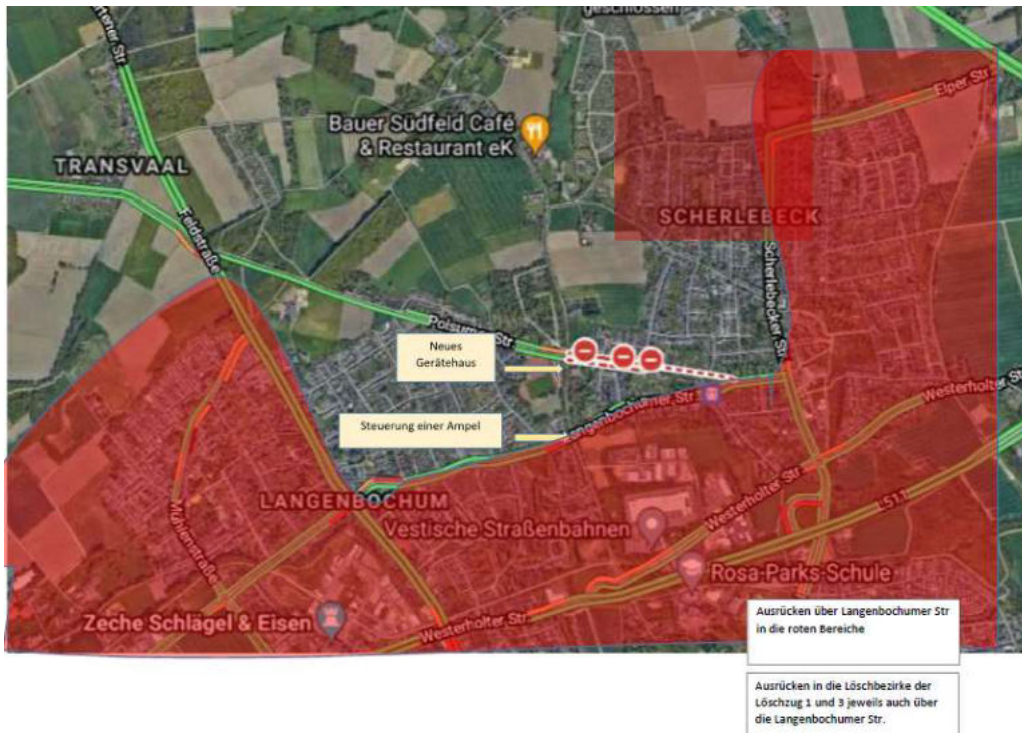 geschlossen
Bauer Südfeld Café
& Restaurant eK
Elper Str
TRANSVAAL
Feldstraße
SCHERLEBECK
Scherlebecker Str
Polsumer Str
Neues
Gerätehaus
Langenbochumer Str
Westerholter Str
Steuerung einer Ampel
LANGENBOCHUM
Mühlenstraße
Vestische Straßenbahnen
Westerholter Str
L511
Rosa-Parks-Schule
Zeche Schlägel & Eisen
Westerholter Str
Ausrücken über Langenbochumer Str
in die roten Bereiche
Ausrücken in die Löschbezirke der
Löschzug 1 und 3 jeweils auch über
die Langenbochumer Str.